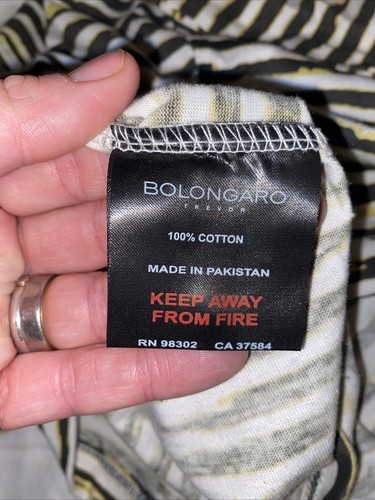 BOLONGARO
TREVOR
100% COTTON
MADE IN PAKISTAN
KEEP AWAY
FROM FIRE
RN 98302 CA 37584